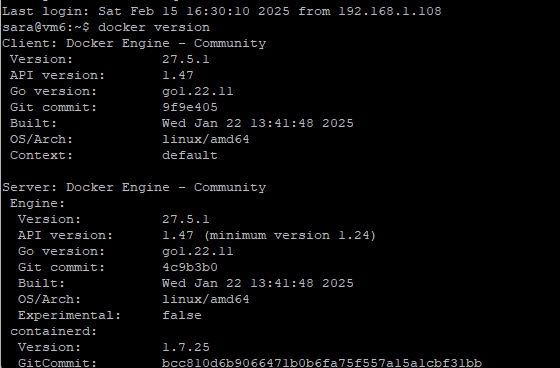 Last login: Sat Feb 15 16:30:10 2025 from 192.168.1.108
sara@vm6:~$ docker version
Client: Docker Engine - Community
 Version:           27.5.1
 API version:       1.47
 Go version:        go1.22.11
 Git commit:        9f9e405
 Built:             Wed Jan 22 13:41:48 2025
 OS/Arch:           linux/amd64
 Context:           default

Server: Docker Engine - Community
 Engine:
  Version:          27.5.1
  API version:      1.47 (minimum version 1.24)
  Go version:       go1.22.11
  Git commit:       4c9b3b0
  Built:            Wed Jan 22 13:41:48 2025
  OS/Arch:          linux/amd64
  Experimental:     false
 containerd:
  Version:          1.7.25
  GitCommit:        bcc810d6b9066471b0b6fa75f557a15a1cbf31bb